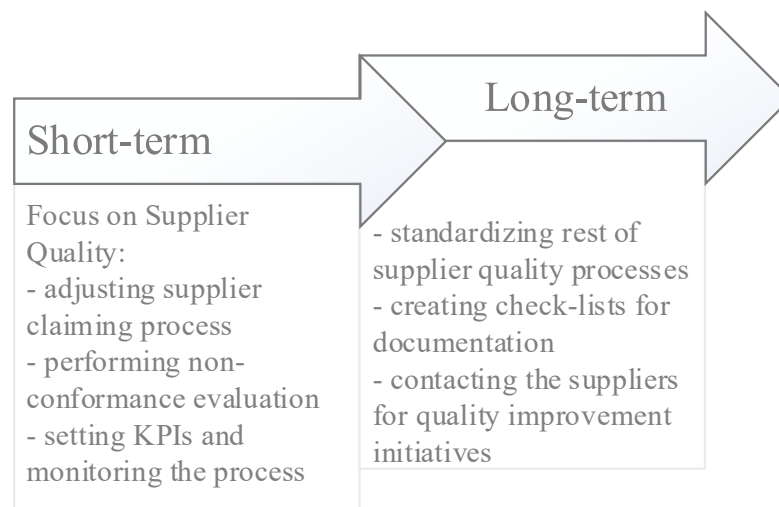 Short-term
Focus on Supplier
Quality:
- adjusting supplier
claiming process
- performing non-
conformance evaluation
- setting KPIs and
monitoring the process
Long-term
- standardizing rest of
supplier quality processes
- creating check-lists for
documentation
- contacting the suppliers
for quality improvement
initiatives